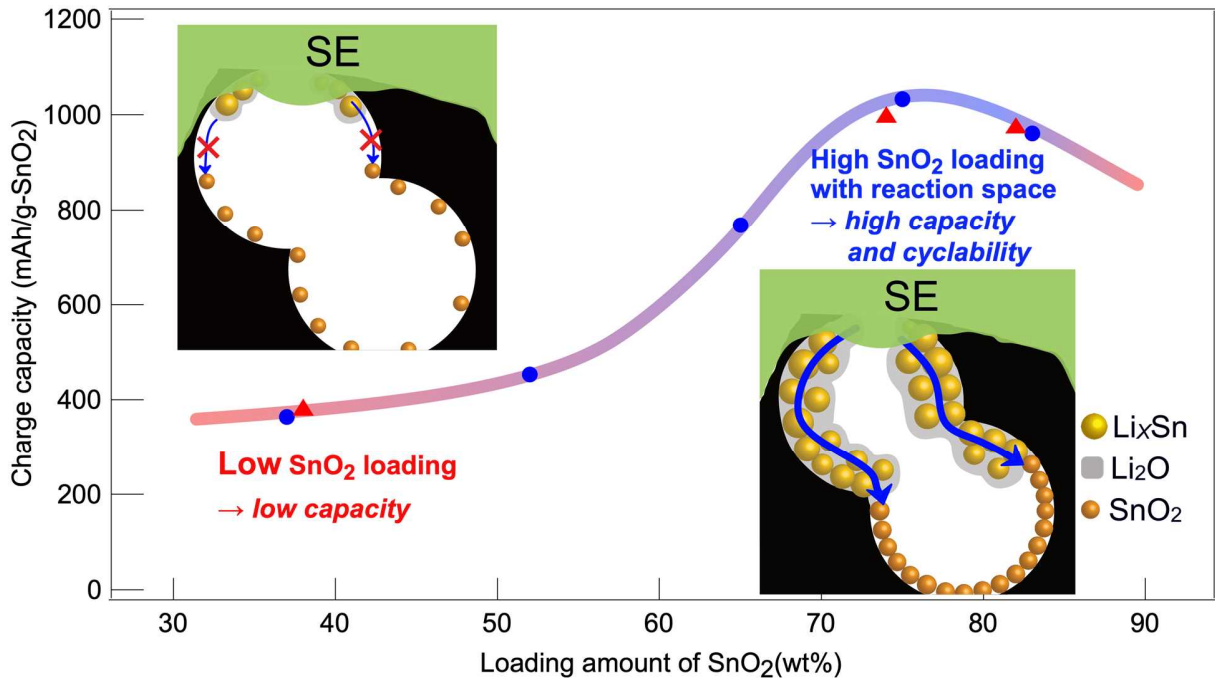 1200
1000
800
600
400
200
0
Charge capacity (mAh/g-SnO₂)
SE
High SnO₂ loading
with reaction space
→ high capacity
and cyclability
SE
Low SnO₂ loading
→ low capacity
LiXSn
Li₂O
SnO₂
30 40 50 60 70 80 90
Loading amount of SnO₂(wt%)